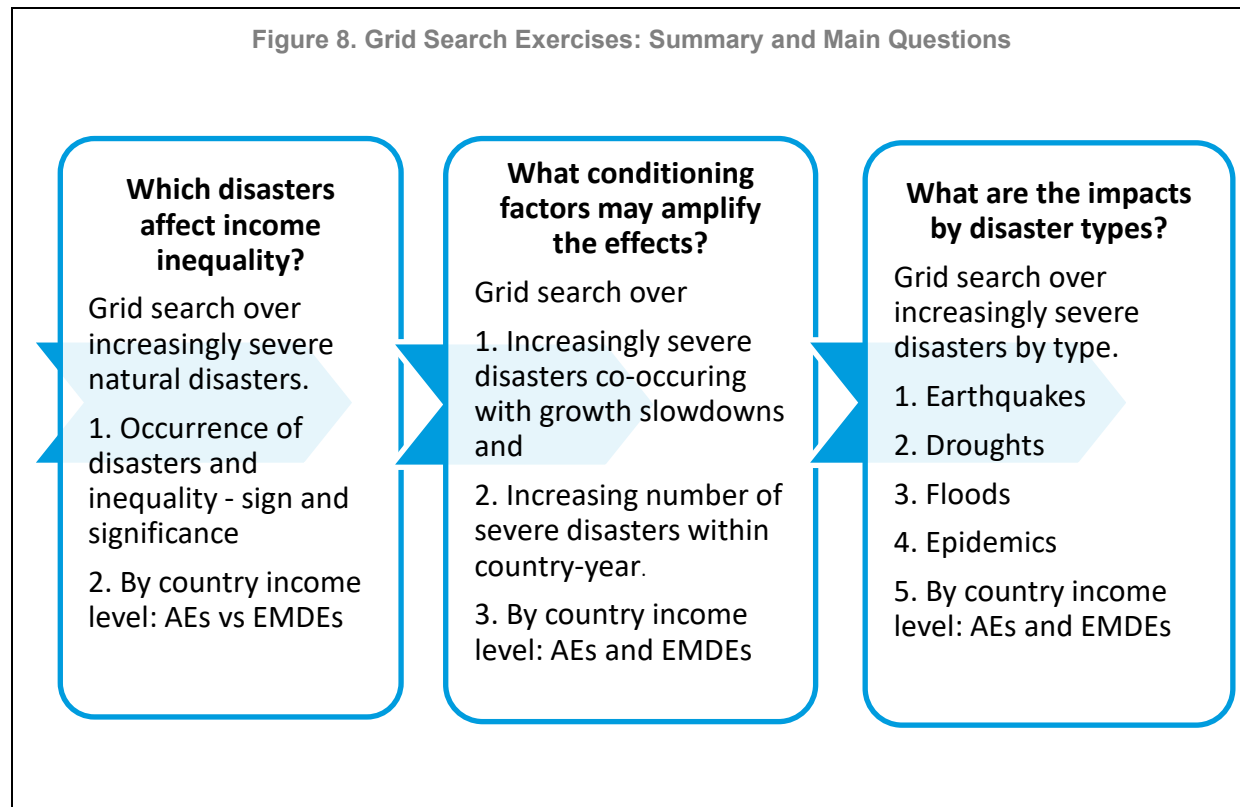 Figure 8. Grid Search Exercises: Summary and Main Questions
Which disasters
affect income
inequality?
Grid search over
increasingly severe
natural disasters.
1. Occurrence of
disasters and
inequality - sign and
significance
2. By country income
level: AEs vs EMDEs
What conditioning
factors may amplify
the effects?
Grid search over
1. Increasingly severe
disasters co-occuring
with growth slowdowns
and
2. Increasing number of
severe disasters within
country-year.
3. By country income
level: AEs and EMDEs
What are the impacts
by disaster types?
Grid search over
increasingly severe
disasters by type.
1. Earthquakes
2. Droughts
3. Floods
4. Epidemics
5. By country income
level: AEs and EMDEs